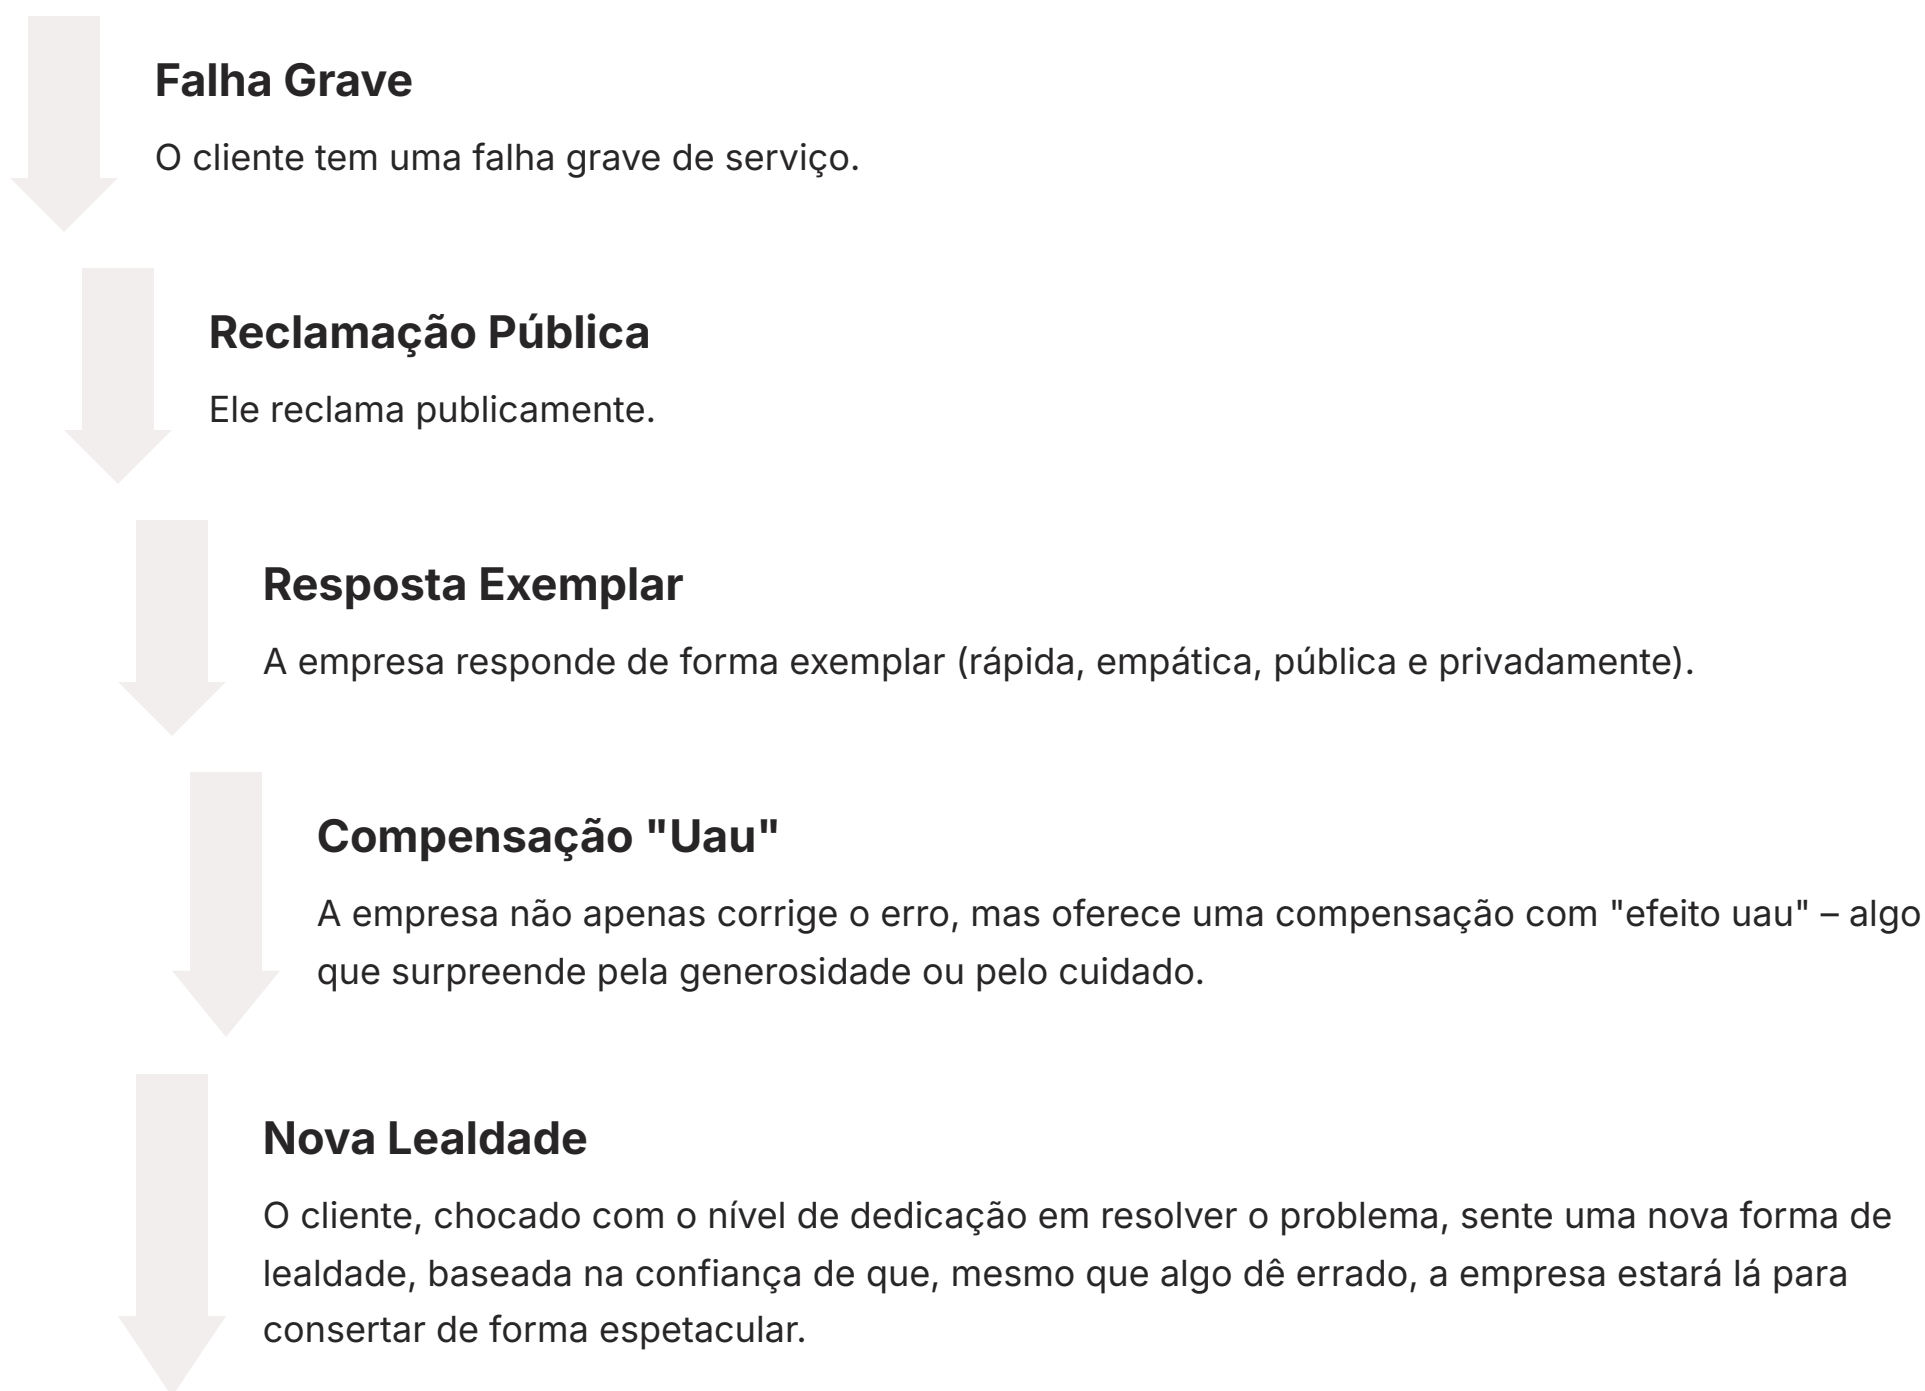 Falha Grave
O cliente tem uma falha grave de serviço.
Reclamação Pública
Ele reclama publicamente.
Resposta Exemplar
A empresa responde de forma exemplar (rápida, empática, pública e privadamente).
Compensação "Uau"
A empresa não apenas corrige o erro, mas oferece uma compensação com "efeito uau" – algo
que surpreende pela generosidade ou pelo cuidado.
Nova Lealdade
O cliente, chocado com o nível de dedicação em resolver o problema, sente uma nova forma de
lealdade, baseada na confiança de que, mesmo que algo dê errado, a empresa estará lá para
consertar de forma espetacular.